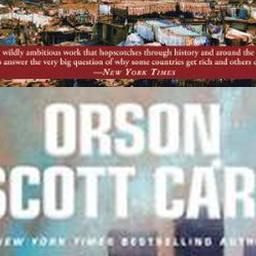 wildly ambitious work that hopscotches through history and around the
answer the very big question of why some countries get rich and others
—NEW YORK TIMES
ORSON
SCOTT CAR
NEW YORK TIMES BESTSELLING AUTH